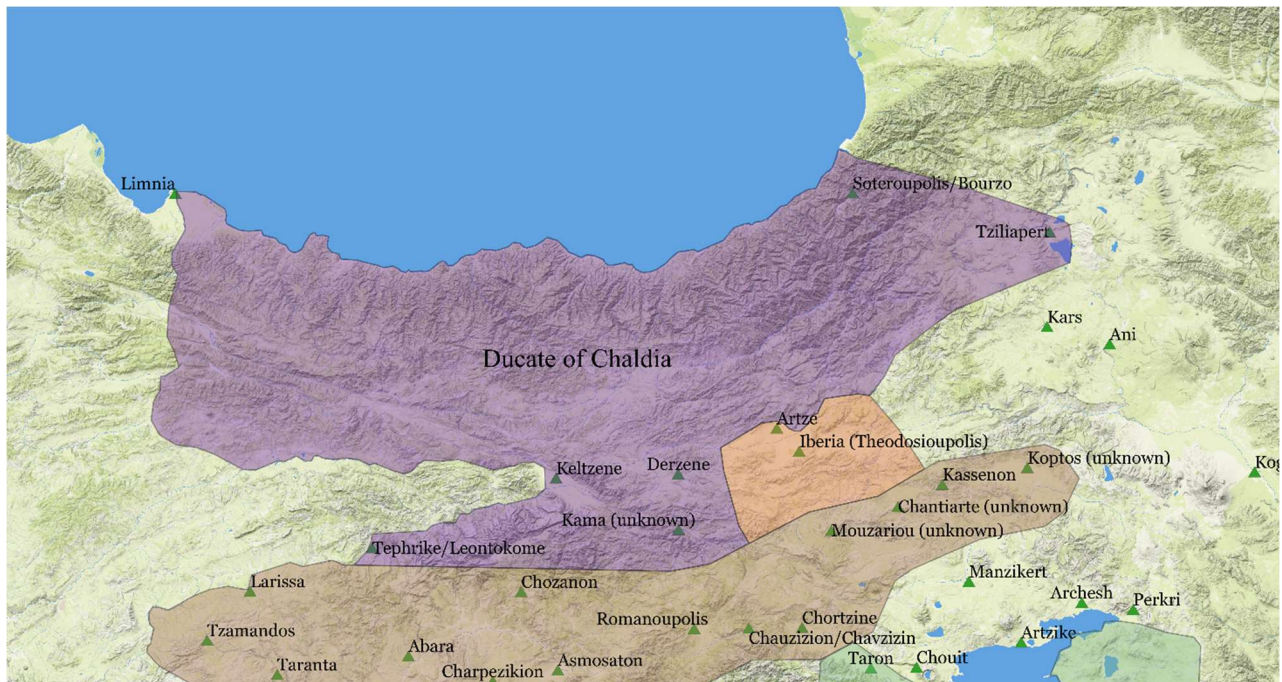 Limnia
Soteroupolis/Bourzo
Tziliapert
Kars
Ani
Ducate of Chaldia
Artze
Iberia (Theodosioupolis)
Keltzene
Derzene
Koptos (unknown)
Kog
Kassenon
Chantiarte (unknown)
Kama (unknown)
Mouzariou (unknown)
Tephrike/Leontokome
Larissa
Chozanon
Manzikert
Archesh
Perkri
Romanoupolis
Chortzine
Tzamandos
Chauzizion/Chavzizin
Artzike
Abara
Taranta
Charpezikion
Asmosaton
Taron
Chouit